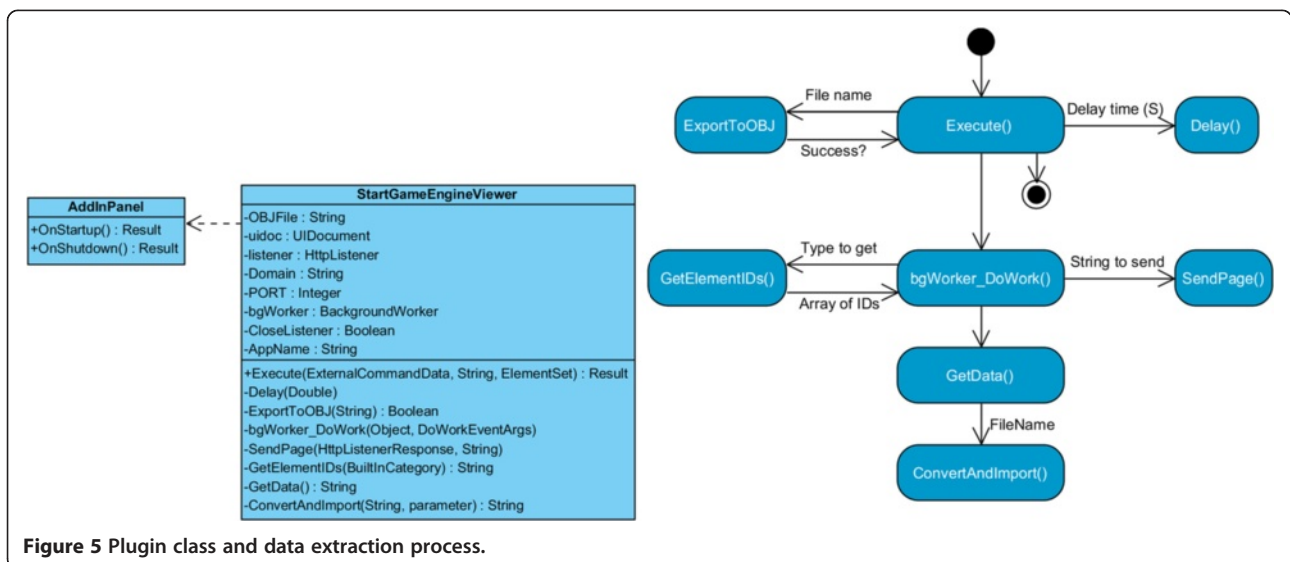 AddInPanel
+OnStartup() : Result
+OnShutdown() : Result
StartGameEngineViewer
-OBJFile : String
-uidoc : UIDocument
-listener : HttpListener
-Domain : String
-PORT : Integer
-bgWorker : BackgroundWorker
-CloseListener : Boolean
-AppName : String
+Execute(ExternalCommandData, String, ElementSet) : Result
-Delay(Double)
-ExportToOBJ(String) : Boolean
-bgWorker_DoWork(Object, DoWorkEventArgs)
-SendPage(HttpListenerResponse, String)
-GetElementIDs(BuiltInCategory) : String
-GetData() : String
-ConvertAndImport(String, parameter) : String
File name
ExportToOBJ
Success?
Execute()
Delay time (S)
Delay()
Type to get
GetElementIDs()
Array of IDs
bgWorker_DoWork()
String to send
SendPage()
GetData()
FileName
ConvertAndImport()
Figure 5 Plugin class and data extraction process.